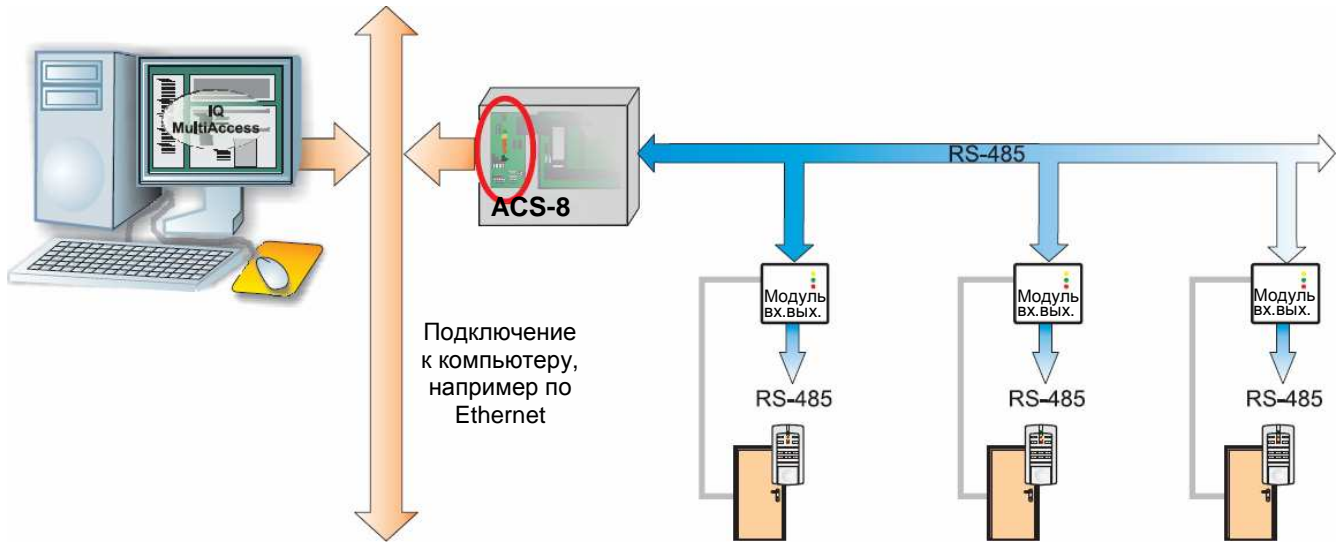 IQ
MultiAccess
ACS-8
RS-485
Подключение
к компьютеру,
например по
Ethernet
Модуль
вх.вых.
RS-485
Модуль
вх.вых.
RS-485
Модуль
вх.вых.
RS-485